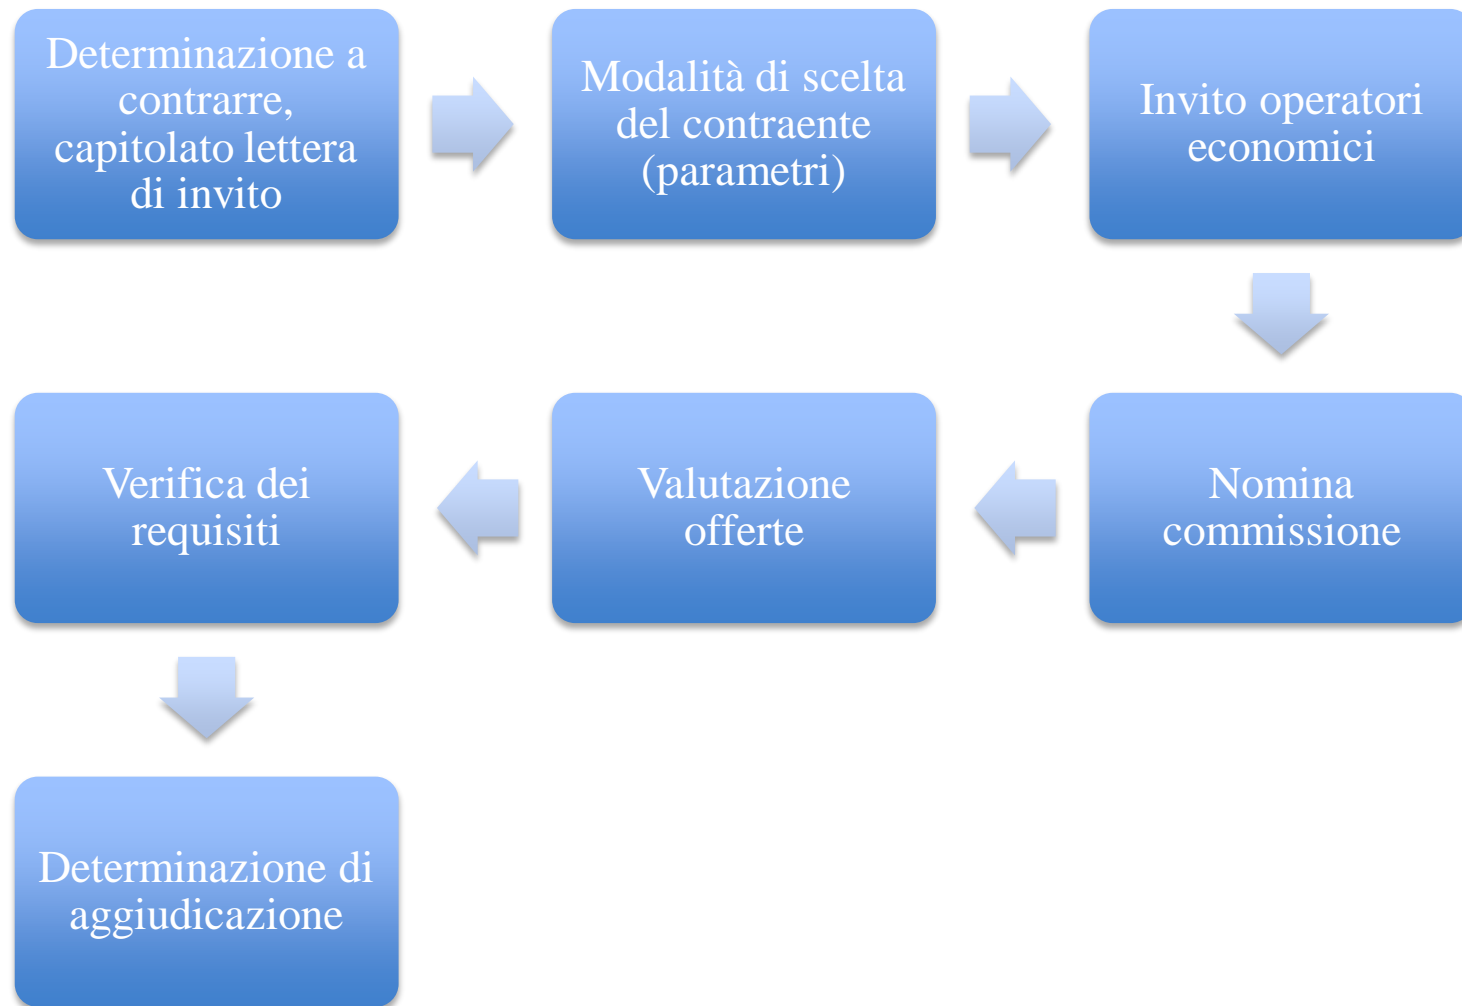 Determinazione a
contrarre,
capitolato lettera
di invito
Modalità di scelta
del contraente
(parametri)
Invito operatori
economici
Nomina
commissione
Valutazione
offerte
Verifica dei
requisiti
Determinazione di
aggiudicazione